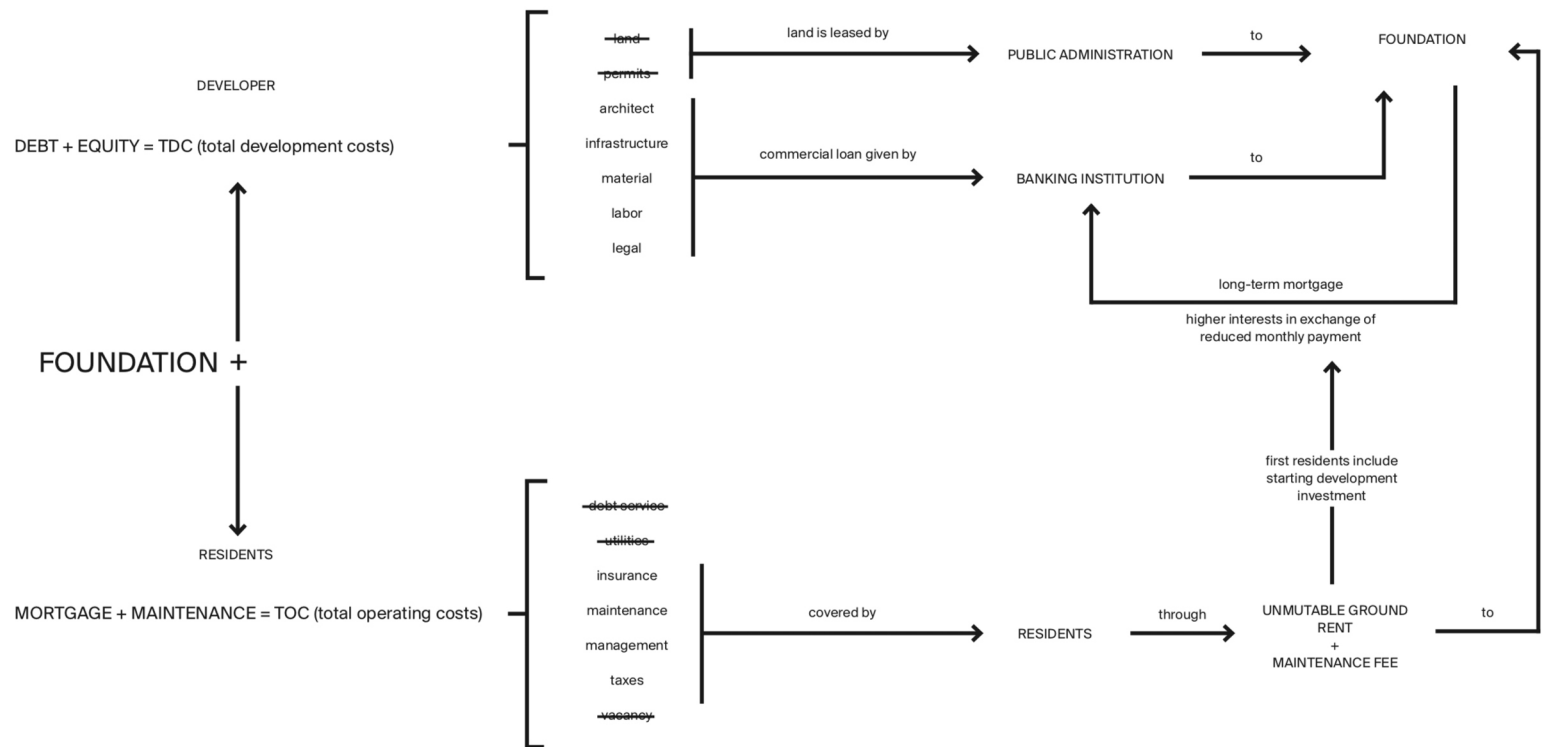 DEVELOPER
DEBT + EQUITY = TDC (total development costs)
land
permits
architect
infrastructure
material
labor
legal
land is leased by
PUBLIC ADMINISTRATION
to
FOUNDATION
commercial loan given by
BANKING INSTITUTION
to
long-term mortgage
higher interests in exchange of
reduced monthly payment
FOUNDATION +
first residents include
starting development
investment
RESIDENTS
MORTGAGE + MAINTENANCE = TOC (total operating costs)
debt service
utilities
insurance
maintenance
management
taxes
vacancy
covered by
RESIDENTS
through
UNMUTABLE GROUND
RENT
+
MAINTENANCE FEE
to